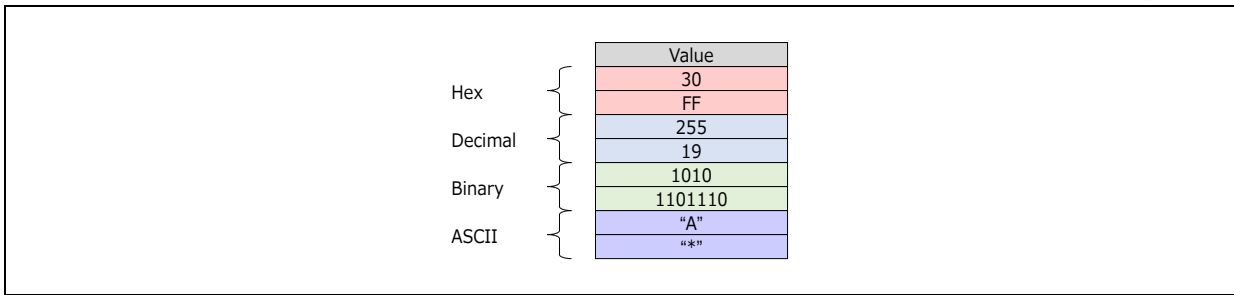 Value
Hex
30
FF
Decimal
255
19
Binary
1010
1101110
ASCII
“A”
“*”